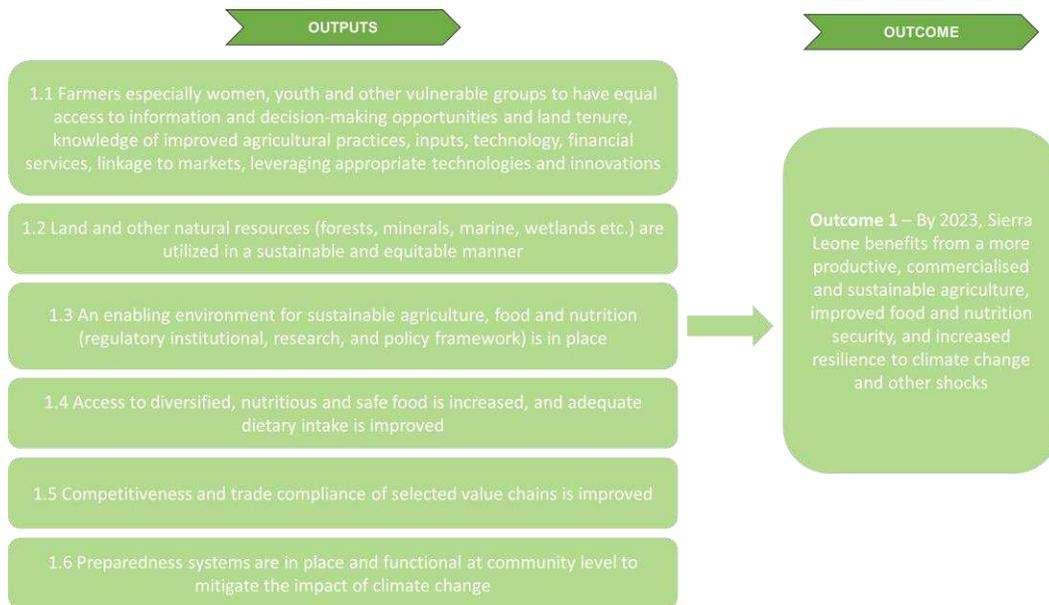 OUTPUTS
OUTCOME
1.1 Farmers especially women, youth and other vulnerable groups to have equal
access to information and decision-making opportunities and land tenure,
knowledge of improved agricultural practices, inputs, technology, financial
services, linkage to markets, leveraging appropriate technologies and innovations
1.2 Land and other natural resources (forests, minerals, marine, wetlands etc.) are
utilized in a sustainable and equitable manner
1.3 An enabling environment for sustainable agriculture, food and nutrition
(regulatory institutional, research, and policy framework) is in place
1.4 Access to diversified, nutritious and safe food is increased, and adequate
dietary intake is improved
1.5 Competitiveness and trade compliance of selected value chains is improved
1.6 Preparedness systems are in place and functional at community level to
mitigate the impact of climate change
Outcome 1 – By 2023, Sierra
Leone benefits from a more
productive, commercialised
and sustainable agriculture,
improved food and nutrition
security, and increased
resilience to climate change
and other shocks